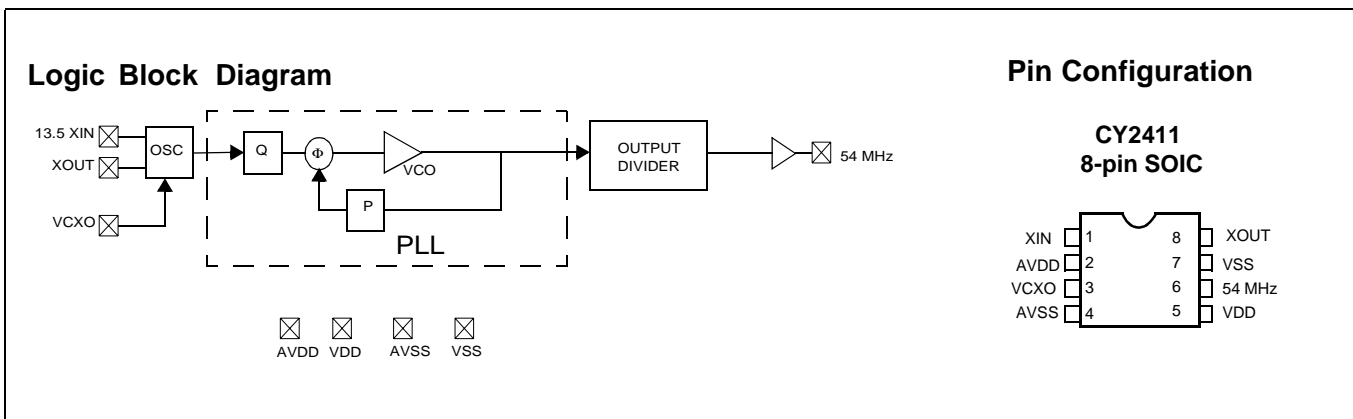 Logic Block Diagram
13.5 XIN
XOUT
VCXO
OSC
Q
Φ
VCO
P
PLL
OUTPUT
DIVIDER
54 MHz
AVDD VDD AVSS VSS
Pin Configuration
CY2411
8-pin SOIC
XIN 1 8 XOUT
AVDD 2 7 VSS
VCXO 3 6 54 MHz
AVSS 4 5 VDD